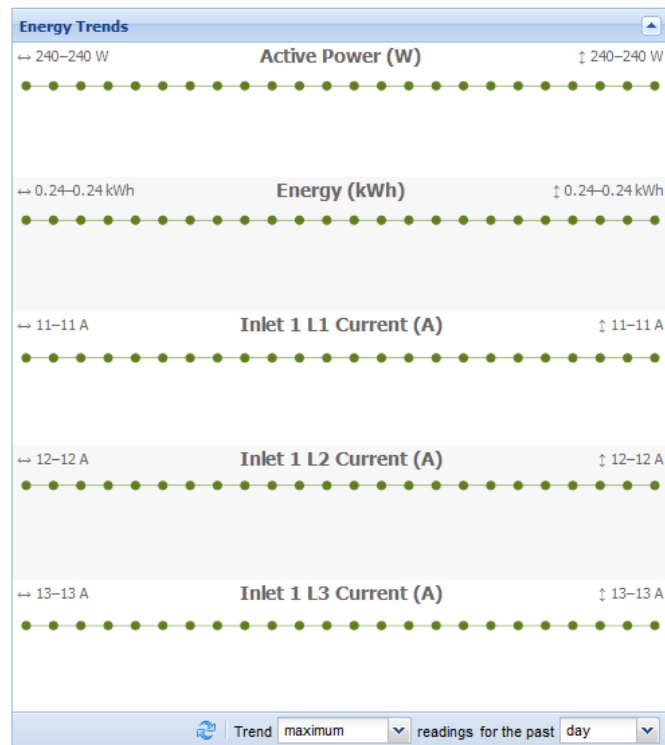 Energy Trends
↔ 240–240 W Active Power (W) ↕ 240–240 W
↔ 0.24–0.24 kWh Energy (kWh) ↕ 0.24–0.24 kWh
↔ 11–11 A Inlet 1 L1 Current (A) ↕ 11–11 A
↔ 12–12 A Inlet 1 L2 Current (A) ↕ 12–12 A
↔ 13–13 A Inlet 1 L3 Current (A) ↕ 13–13 A
Trend maximum readings for the past day